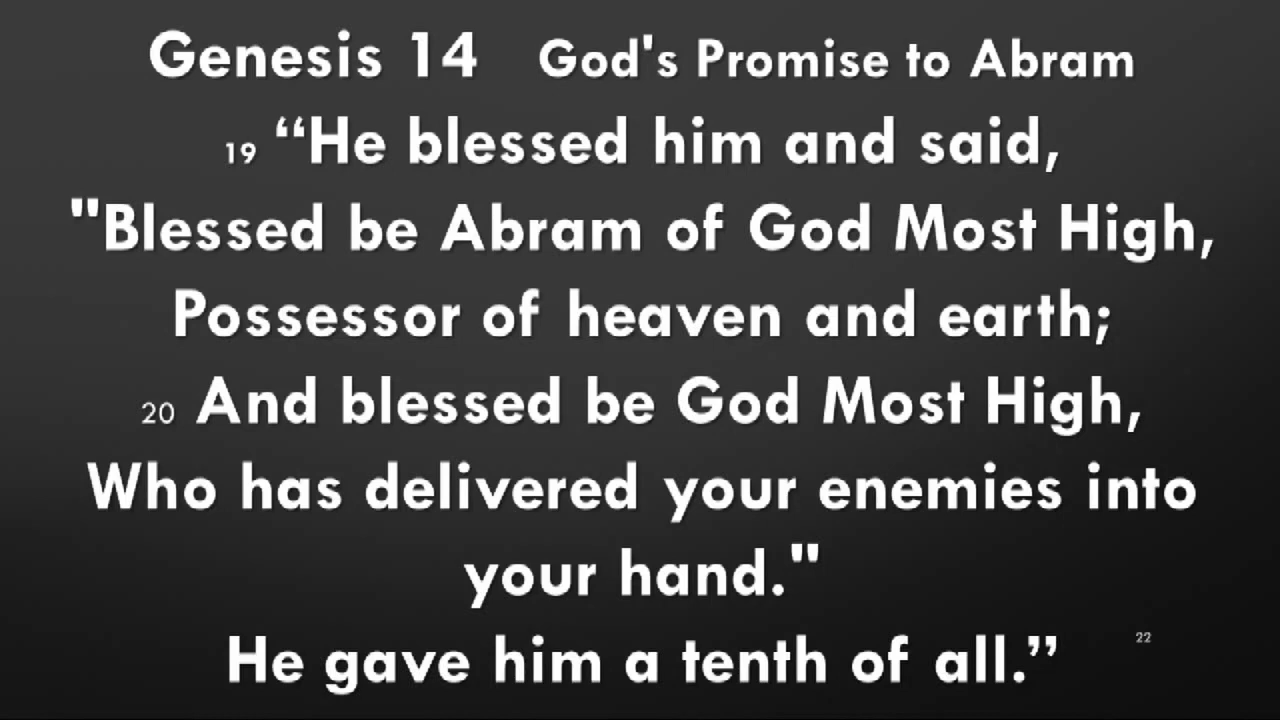 Genesis 14 God's Promise to Abram
19 “He blessed him and said,
"Blessed be Abram of God Most High,
Possessor of heaven and earth;
20 And blessed be God Most High,
Who has delivered your enemies into
your hand."
He gave him a tenth of all.”
22